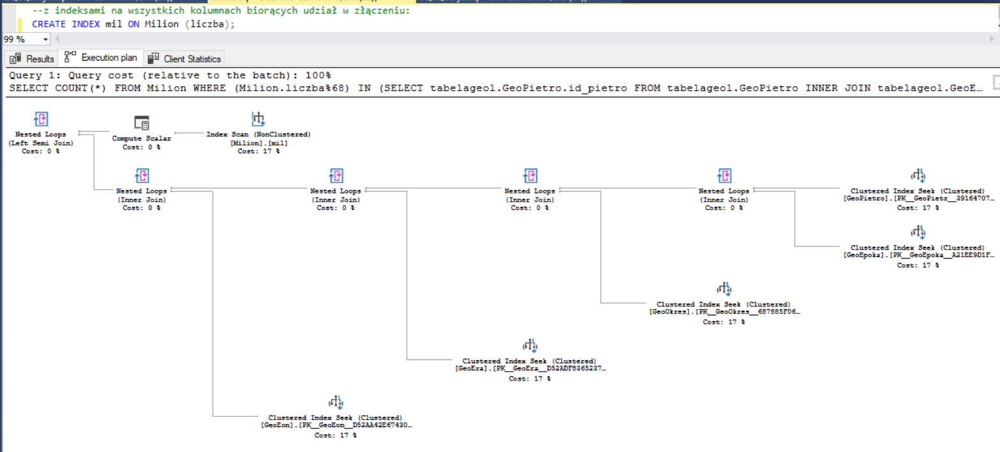 --z indeksami na wszystkich kolumnach biorących udział w złączeniu:
CREATE INDEX mil ON Milion (liczba);
99 %
Results
Execution plan
Client Statistics
Query 1: Query cost (relative to the batch): 100%
SELECT COUNT(*) FROM Milion WHERE (Milion.liczba%68) IN (SELECT tabelageol.GeoPietro.id_pietro FROM tabelageol.GeoPietro INNER JOIN tabelageol.GeoE…
Nested Loops
(Left Semi Join)
Cost: 0 %
Compute Scalar
Cost: 0 %
Index Scan (NonClustered)
[Milion].[mil]
Cost: 17 %
Nested Loops
(Inner Join)
Cost: 0 %
Nested Loops
(Inner Join)
Cost: 0 %
Nested Loops
(Inner Join)
Cost: 0 %
Nested Loops
(Inner Join)
Cost: 0 %
Clustered Index Seek (Clustered)
[GeoPietro].[PK__GeoPietr__39164707…
Cost: 17 %
Clustered Index Seek (Clustered)
[GeoEpoka].[PK__GeoEpoka__A21EE9D1F…
Cost: 17 %
Clustered Index Seek (Clustered)
[GeoOkres].[PK__GeoOkres__687885F06…
Cost: 17 %
Clustered Index Seek (Clustered)
[GeoEra].[PK__GeoEra__D52ADF8365237…
Cost: 17 %
Clustered Index Seek (Clustered)
[GeoEon].[PK__GeoEon__D52AA42E67430…
Cost: 17 %